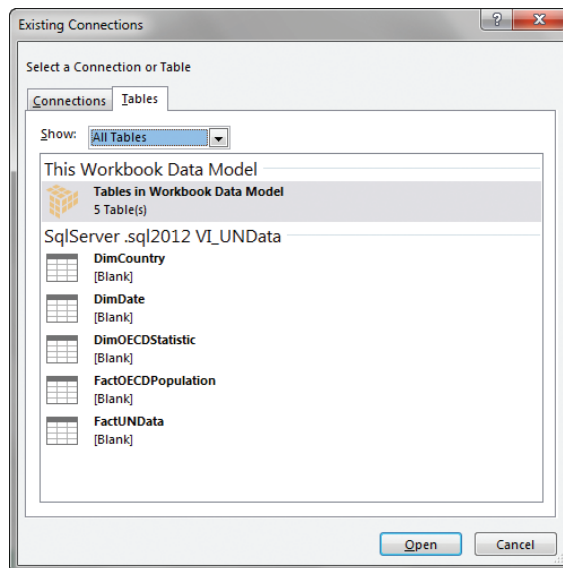 Existing Connections
Select a Connection or Table
Connections Tables
Show: All Tables
This Workbook Data Model
Tables in Workbook Data Model
5 Table(s)
SqlServer .sql2012 VI_UNData
DimCountry
[Blank]
DimDate
[Blank]
DimOECDStatistic
[Blank]
FactOECDPopulation
[Blank]
FactUNData
[Blank]
Open Cancel